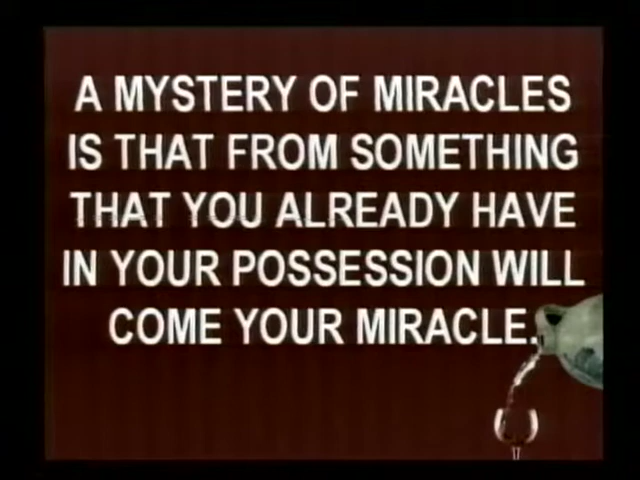 A MYSTERY OF MIRACLES
IS THAT FROM SOMETHING
THAT YOU ALREADY HAVE
IN YOUR POSSESSION WILL
COME YOUR MIRACLE.